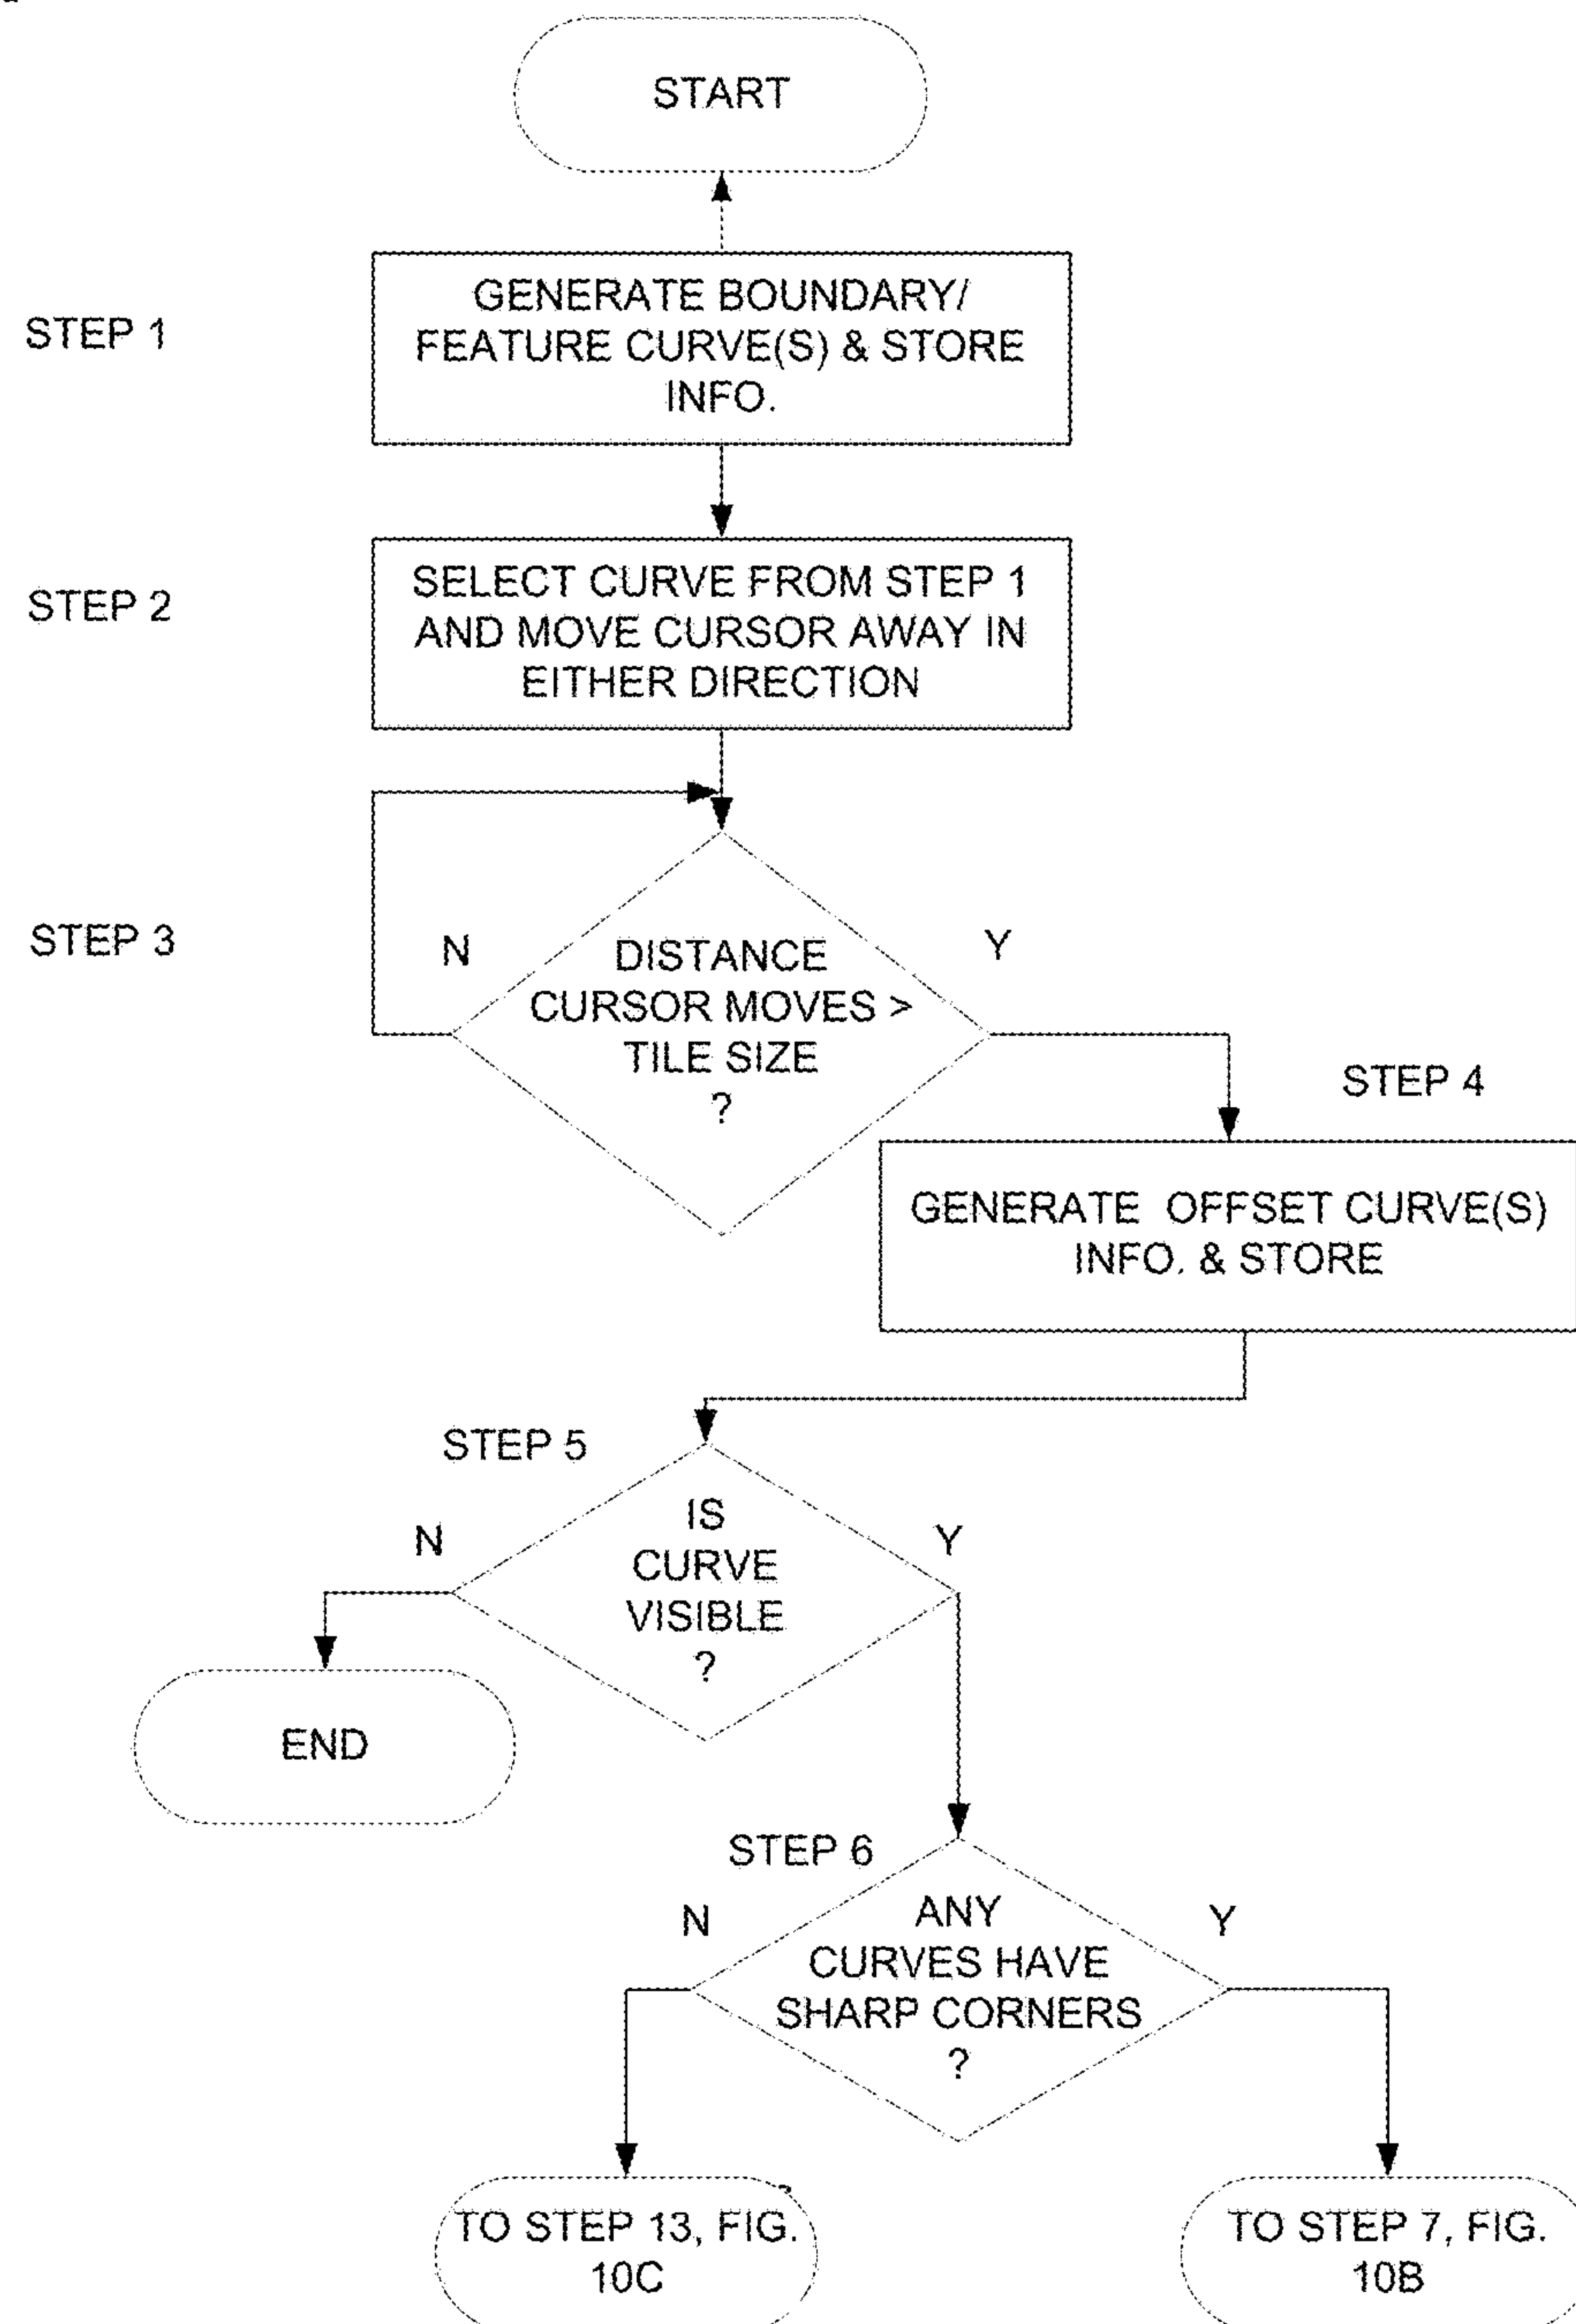 START
STEP 1
GENERATE BOUNDARY/
FEATURE CURVE(S) & STORE
INFO.
STEP 2
SELECT CURVE FROM STEP 1
AND MOVE CURSOR AWAY IN
EITHER DIRECTION
STEP 3
N
Y
DISTANCE
CURSOR MOVES >
TILE SIZE
?
STEP 4
GENERATE OFFSET CURVE(S)
INFO. & STORE
STEP 5
N
Y
IS
CURVE
VISIBLE
?
END
STEP 6
N
Y
ANY
CURVES HAVE
SHARP CORNERS
?
TO STEP 13, FIG.
10C
TO STEP 7, FIG.
10B